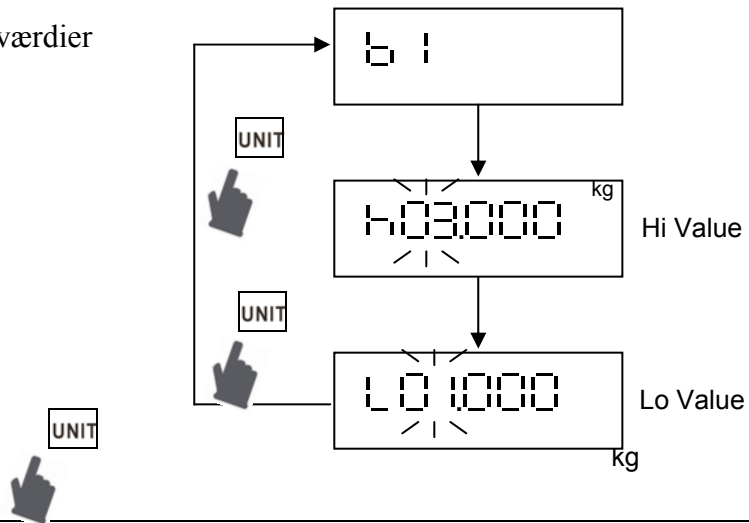 værdier
b1
UNIT
kg
h03.000
Hi Value
UNIT
L01.000
Lo Value
UNIT
kg